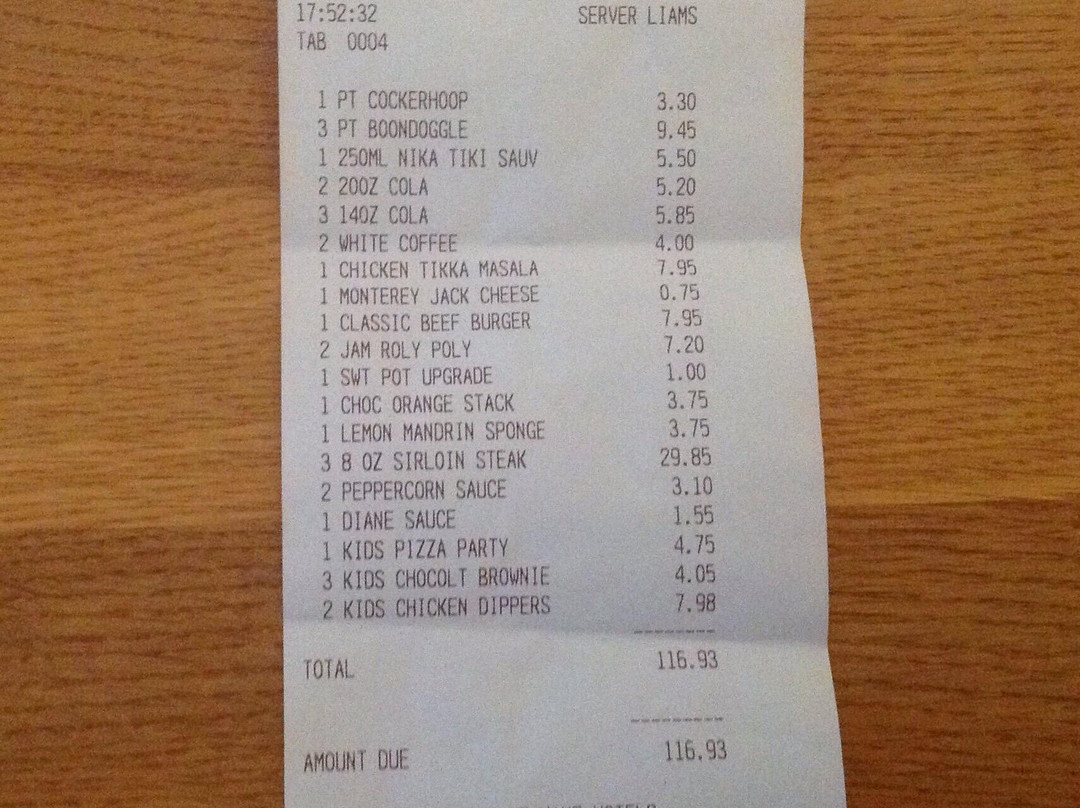 17:52:32 SERVER LIAMS
TAB 0004
1 PT COCKERHOOP 3.30
3 PT BOONDOGGLE 9.45
1 250ML NIKA TIKI SAUV 5.50
2 20OZ COLA 5.20
3 14OZ COLA 5.85
2 WHITE COFFEE 4.00
1 CHICKEN TIKKA MASALA 7.95
1 MONTEREY JACK CHEESE 0.75
1 CLASSIC BEEF BURGER 7.95
2 JAM ROLY POLY 7.20
1 SWT POT UPGRADE 1.00
1 CHOC ORANGE STACK 3.75
1 LEMON MANDRIN SPONGE 3.75
3 8 OZ SIRLOIN STEAK 29.85
2 PEPPERCORN SAUCE 3.10
1 DIANE SAUCE 1.55
1 KIDS PIZZA PARTY 4.75
3 KIDS CHOCOLT BROWNIE 4.05
2 KIDS CHICKEN DIPPERS 7.98
TOTAL 116.93
AMOUNT DUE 116.93